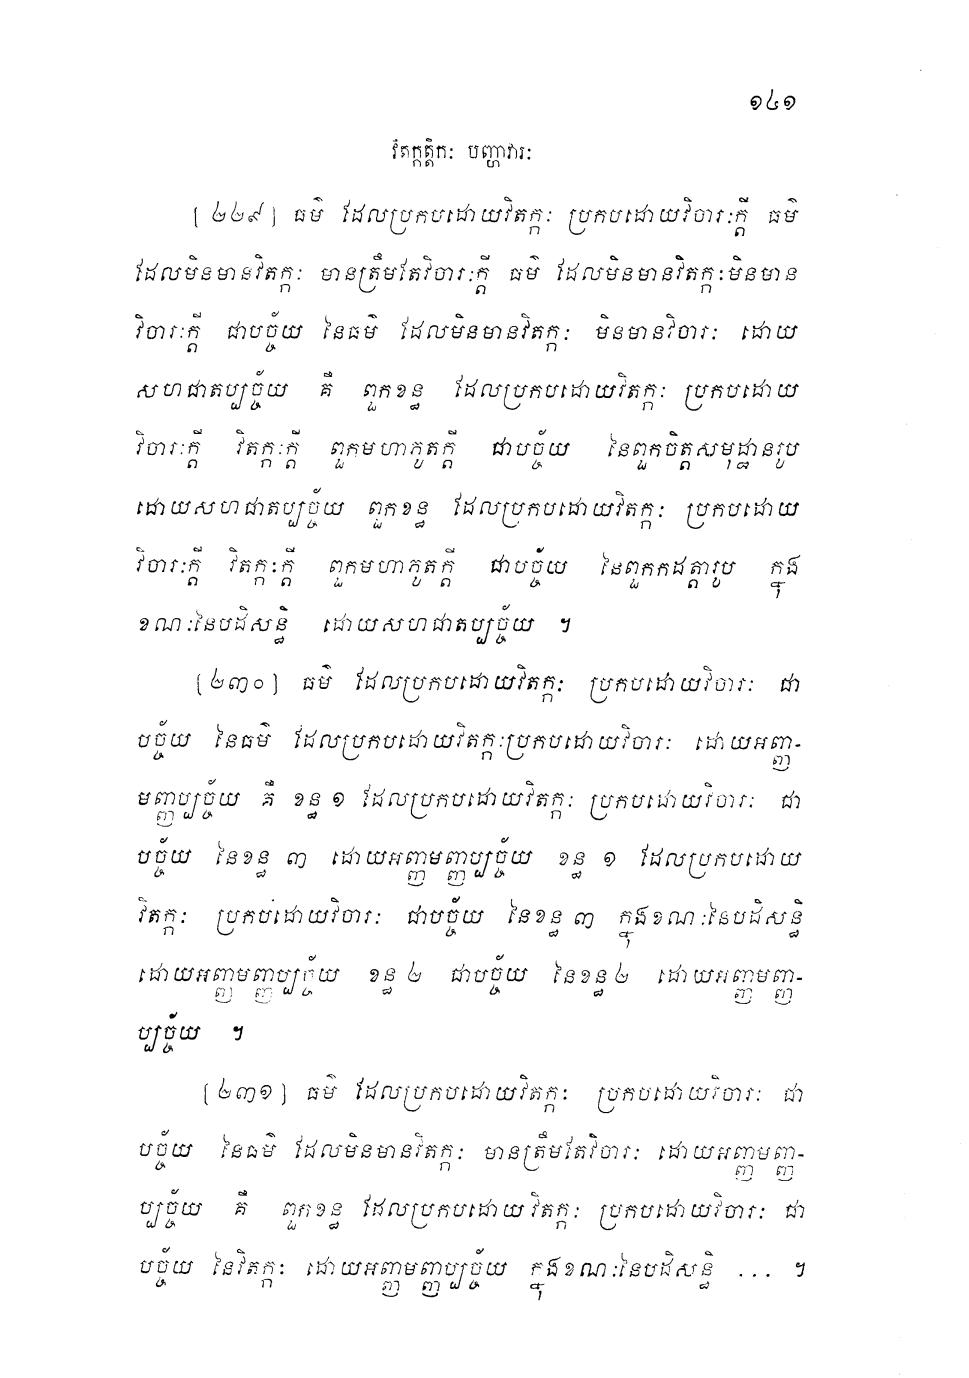 ១៤១
វិតក្កត្តិកៈ បញ្ហាវារៈ
[២២៩] ធម៌ ដែលប្រកបដោយវិតក្កៈ ប្រកបដោយវិចារៈក្តី ធម៌
ដែលមិនមានវិតក្កៈ មានត្រឹមតែវិចារៈក្តី ធម៌ ដែលមិនមានវិតក្កៈមិនមាន
វិចារៈក្តី ជាបច្ច័យ នៃធម៌ ដែលមិនមានវិតក្កៈ មិនមានវិចារៈ ដោយ
សហជាតប្បច្ច័យ គឺ ពួកខន្ធ ដែលប្រកបដោយវិតក្កៈ ប្រកបដោយ
វិចារៈក្តី វិតក្កៈក្តី ពួកមហាភូតក្តី ជាបច្ច័យ នៃពួកចិត្តសមុដ្ឋានរូប
ដោយសហជាតប្បច្ច័យ ពួកខន្ធ ដែលប្រកបដោយវិតក្កៈ ប្រកបដោយ
វិចារៈក្តី វិតក្កៈក្តី ពួកមហាភូតក្តី ជាបច្ច័យ នៃពួកកដត្តារូប ក្នុង
ខណៈនៃបដិសន្ធិ ដោយសហជាតប្បច្ច័យ ។
[២៣០] ធម៌ ដែលប្រកបដោយវិតក្កៈ ប្រកបដោយវិចារៈ ជា
បច្ច័យ នៃធម៌ ដែលប្រកបដោយវិតក្កៈប្រកបដោយវិចារៈ ដោយអញ្ញ-
មញ្ញប្បច្ច័យ គឺ ខន្ធ ១ ដែលប្រកបដោយវិតក្កៈ ប្រកបដោយវិចារៈ ជា
បច្ច័យ នៃខន្ធ ៣ ដោយអញ្ញមញ្ញប្បច្ច័យ ខន្ធ ១ ដែលប្រកបដោយ
វិតក្កៈ ប្រកបដោយវិចារៈ ជាបច្ច័យ នៃខន្ធ ៣ ក្នុងខណៈនៃបដិសន្ធិ
ដោយអញ្ញមញ្ញប្បច្ច័យ ខន្ធ ២ ជាបច្ច័យ នៃខន្ធ ២ ដោយអញ្ញមញ្ញ-
ប្បច្ច័យ ។
[២៣១] ធម៌ ដែលប្រកបដោយវិតក្កៈ ប្រកបដោយវិចារៈ ជា
បច្ច័យ នៃធម៌ ដែលមិនមានវិតក្កៈ មានត្រឹមតែវិចារៈ ដោយអញ្ញមញ្ញ-
ប្បច្ច័យ គឺ ពួកខន្ធ ដែលប្រកបដោយវិតក្កៈ ប្រកបដោយវិចារៈ ជា
បច្ច័យ នៃវិតក្កៈ ដោយអញ្ញមញ្ញប្បច្ច័យ ក្នុងខណៈនៃបដិសន្ធិ ... ។